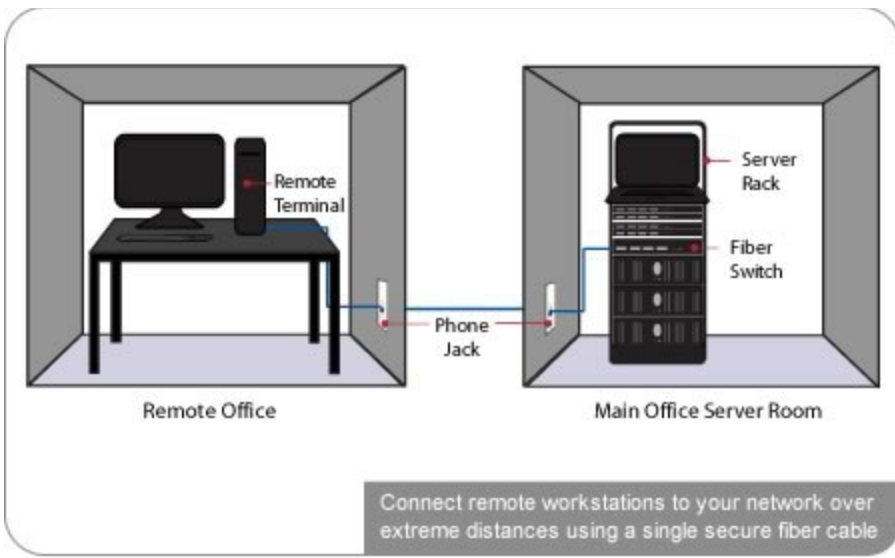 Remote
Terminal
Server
Rack
Fiber
Switch
Phone
Jack
Remote Office
Main Office Server Room
Connect remote workstations to your network over
extreme distances using a single secure fiber cable